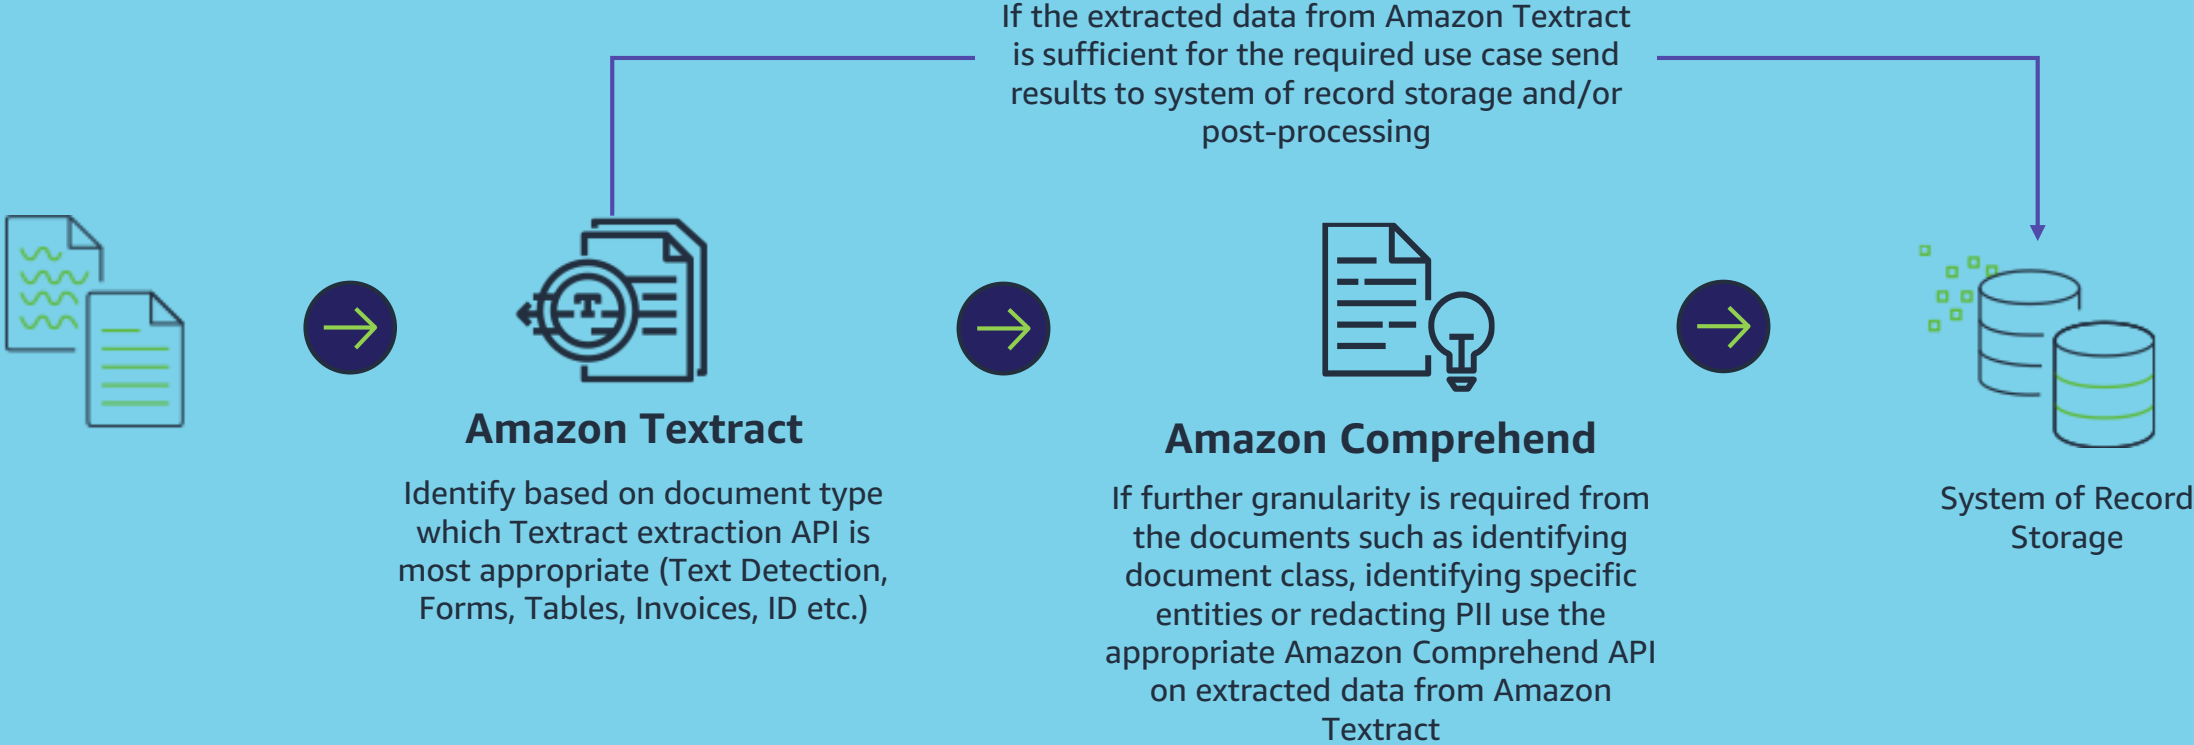 If the extracted data from Amazon Textract
is sufficient for the required use case send
results to system of record storage and/or
post-processing
Amazon Textract
Identify based on document type
which Textract extraction API is
most appropriate (Text Detection,
Forms, Tables, Invoices, ID etc.)
Amazon Comprehend
If further granularity is required from
the documents such as identifying
document class, identifying specific
entities or redacting PII use the
appropriate Amazon Comprehend API
on extracted data from Amazon
Textract
System of Record
Storage